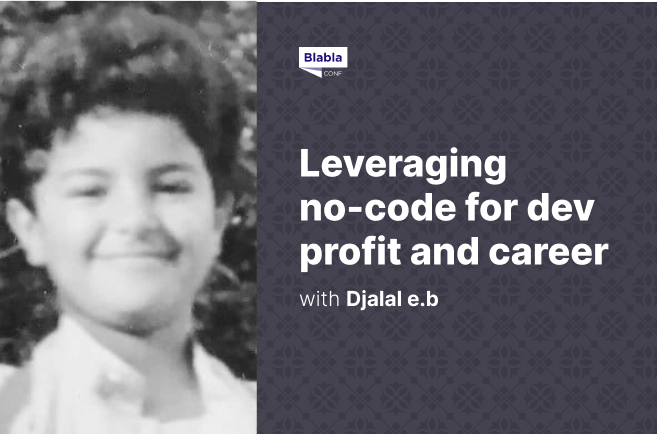 Blabla
CONF
Leveraging
no-code for dev
profit and career
with Djalal e.b